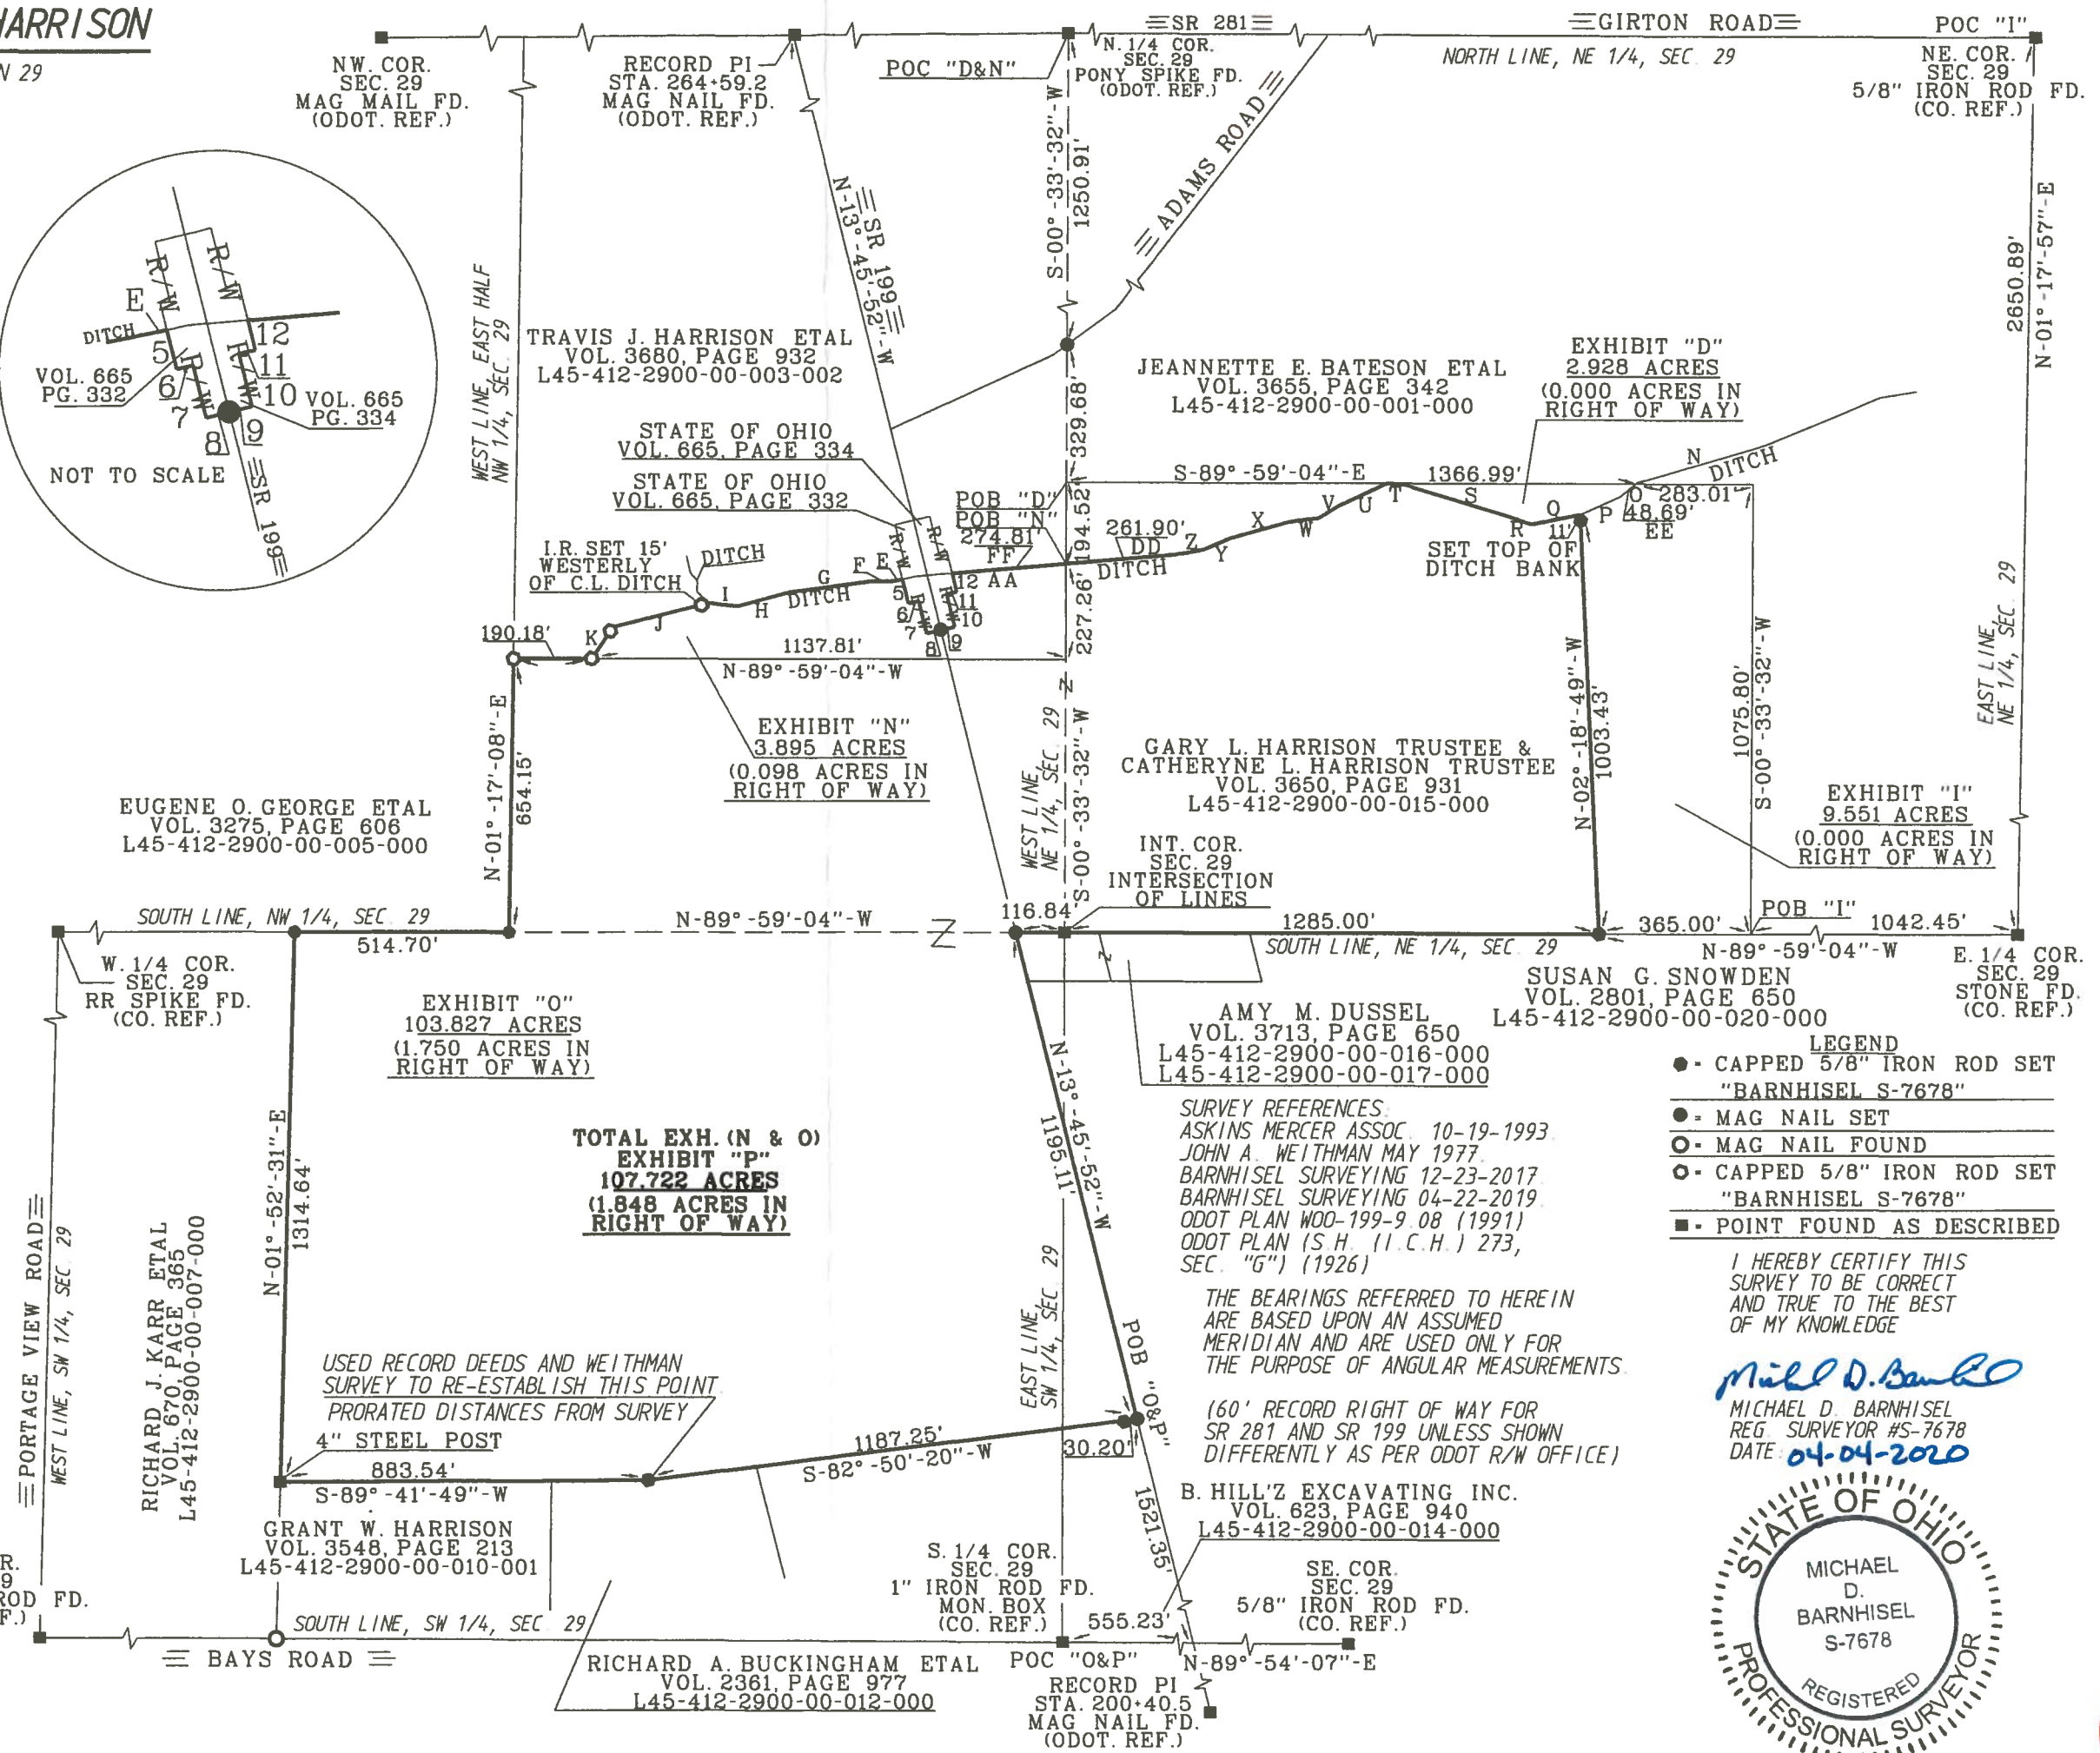 HARRISON
N 29
NW. COR.
SEC. 29
MAG MAIL FD.
(ODOT. REF.)
RECORD PI
STA. 264+59.2
MAG NAIL FD.
(ODOT. REF.)
POC "D&N"
SR 281
N. 1/4 COR.
SEC. 29
PONY SPIKE FD.
(ODOT. REF.)
GIRTON ROAD
NORTH LINE, NE 1/4, SEC. 29
POC "I"
NE. COR.
SEC. 29
5/8" IRON ROD FD.
(CO. REF.)
S-00°-33'-32"-W
1250.91'
ADAMS ROAD
N-01°-17'-57"-E
2650.89'
SR 199
N-13°-45'-52"-W
R/W
R/W
E
DITCH
12
5
11
R/W
R/W
6
10
7
9
8
VOL. 665
PG. 332
VOL. 665
PG. 334
NOT TO SCALE
SR 199
WEST LINE, EAST HALF
NW 1/4, SEC. 29
TRAVIS J. HARRISON ETAL
VOL. 3680, PAGE 932
L45-412-2900-00-003-002
JEANNETTE E. BATESON ETAL
VOL. 3655, PAGE 342
L45-412-2900-00-001-000
EXHIBIT "D"
2.928 ACRES
(0.000 ACRES IN
RIGHT OF WAY)
STATE OF OHIO
VOL. 665, PAGE 334
STATE OF OHIO
VOL. 665, PAGE 332
329.68'
S-89°-59'-04"-E
1366.99'
N
DITCH
POB "D"
POB "N"
274.81'
FF
194.52'
261.90'
DD
DITCH
Z
Y
X
W
V
U
T
S
R
Q
11'
P
O
283.01'
48.69'
EE
SET TOP OF
DITCH BANK
I.R. SET 15'
WESTERLY
OF C.L. DITCH
DITCH
K
J
I
H
G
DITCH
F
E
R/W
R/W
12
AA
5
11
6
10
7
9
8
190.18'
1137.81'
N-89°-59'-04"-W
227.26'
EXHIBIT "N"
3.895 ACRES
(0.098 ACRES IN
RIGHT OF WAY)
N-01°-17'-08"-E
654.15'
WEST LINE,
NE 1/4, SEC. 29
S-00°-33'-32"-W
GARY L. HARRISON TRUSTEE &
CATHERYNE L. HARRISON TRUSTEE
VOL. 3650, PAGE 931
L45-412-2900-00-015-000
N-02°-18'-49"-W
1003.43'
1075.80'
S-00°-33'-32"-W
EAST LINE,
NE 1/4, SEC. 29
EXHIBIT "I"
9.551 ACRES
(0.000 ACRES IN
RIGHT OF WAY)
EUGENE O. GEORGE ETAL
VOL. 3275, PAGE 606
L45-412-2900-00-005-000
INT. COR.
SEC. 29
INTERSECTION
OF LINES
SOUTH LINE, NW 1/4, SEC. 29
514.70'
N-89°-59'-04"-W
116.84'
1285.00'
SOUTH LINE, NE 1/4, SEC. 29
365.00'
POB "I"
1042.45'
N-89°-59'-04"-W
W. 1/4 COR.
SEC. 29
RR SPIKE FD.
(CO. REF.)
E. 1/4 COR.
SEC. 29
STONE FD.
(CO. REF.)
SUSAN G. SNOWDEN
VOL. 2801, PAGE 650
L45-412-2900-00-020-000
EXHIBIT "O"
103.827 ACRES
(1.750 ACRES IN
RIGHT OF WAY)
AMY M. DUSSEL
VOL. 3713, PAGE 650
L45-412-2900-00-016-000
L45-412-2900-00-017-000
LEGEND
- CAPPED 5/8" IRON ROD SET
"BARNHISEL S-7678"
= MAG NAIL SET
- MAG NAIL FOUND
- CAPPED 5/8" IRON ROD SET
"BARNHISEL S-7678"
- POINT FOUND AS DESCRIBED
TOTAL EXH. (N & O)
EXHIBIT "P"
107.722 ACRES
(1.848 ACRES IN
RIGHT OF WAY)
N-13°-45'-52"-W
1195.11'
SURVEY REFERENCES:
ASKINS MERCER ASSOC. 10-19-1993.
JOHN A. WEITHMAN MAY 1977.
BARNHISEL SURVEYING 12-23-2017.
BARNHISEL SURVEYING 04-22-2019.
ODOT PLAN WOO-199-9.08 (1991)
ODOT PLAN (S.H. (I.C.H.) 273,
SEC. "G") (1926)
THE BEARINGS REFERRED TO HEREIN
ARE BASED UPON AN ASSUMED
MERIDIAN AND ARE USED ONLY FOR
THE PURPOSE OF ANGULAR MEASUREMENTS.
(60' RECORD RIGHT OF WAY FOR
SR 281 AND SR 199 UNLESS SHOWN
DIFFERENTLY AS PER ODOT R/W OFFICE)
I HEREBY CERTIFY THIS
SURVEY TO BE CORRECT
AND TRUE TO THE BEST
OF MY KNOWLEDGE
Michael D. Barnhisel
MICHAEL D. BARNHISEL
REG. SURVEYOR #S-7678
DATE: 04-04-2020
N-01°-52'-31"-E
1314.64'
PORTAGE VIEW ROAD
WEST LINE, SW 1/4, SEC. 29
RICHARD J. KARR ETAL
VOL. 670, PAGE 365
L45-412-2900-00-007-000
USED RECORD DEEDS AND WEITHMAN
SURVEY TO RE-ESTABLISH THIS POINT.
PRORATED DISTANCES FROM SURVEY
4" STEEL POST
883.54'
S-89°-41'-49"-W
1187.25'
S-82°-50'-20"-W
30.20'
EAST LINE,
SW 1/4, SEC. 29
POB "O&P"
1521.35'
GRANT W. HARRISON
VOL. 3548, PAGE 213
L45-412-2900-00-010-001
B. HILL'Z EXCAVATING INC.
VOL. 623, PAGE 940
L45-412-2900-00-014-000
S. 1/4 COR.
SEC. 29
1" IRON ROD FD.
MON. BOX
(CO. REF.)
555.23'
SE. COR.
SEC. 29
5/8" IRON ROD FD.
(CO. REF.)
R.
9
ROD FD.
F.)
SOUTH LINE, SW 1/4, SEC. 29
BAYS ROAD
RICHARD A. BUCKINGHAM ETAL
VOL. 2361, PAGE 977
L45-412-2900-00-012-000
POC "O&P"
N-89°-54'-07"-E
RECORD PI
STA. 200+40.5
MAG NAIL FD.
(ODOT. REF.)
STATE OF OHIO
MICHAEL
D.
BARNHISEL
S-7678
REGISTERED
PROFESSIONAL SURVEYOR